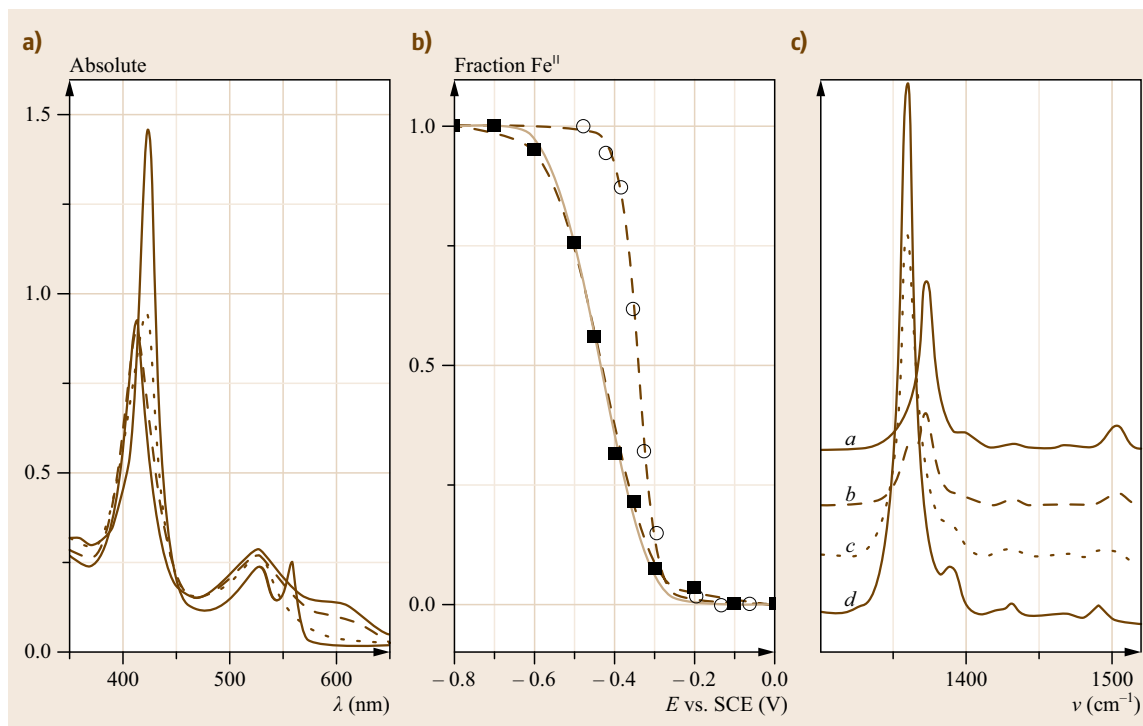 a)
Absolute
1.5
1.0
0.5
0.0
400
500
600
λ (nm)
b)
Fraction Fe^II
1.0
0.5
0.0
– 0.8
– 0.6
– 0.4
– 0.2
0.0
E vs. SCE (V)
c)
a
b
c
d
1400
1500
ν (cm⁻¹)